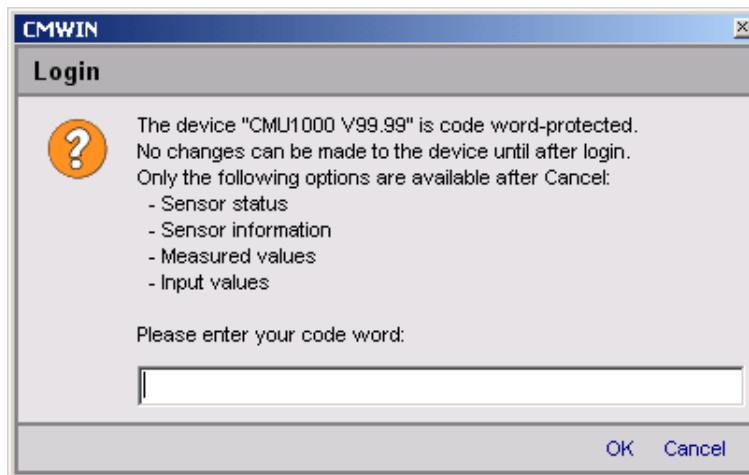 CMWIN
Login
The device "CMU1000 V99.99" is code word-protected.
No changes can be made to the device until after login.
Only the following options are available after Cancel:
- Sensor status
- Sensor information
- Measured values
- Input values
Please enter your code word:
OK Cancel